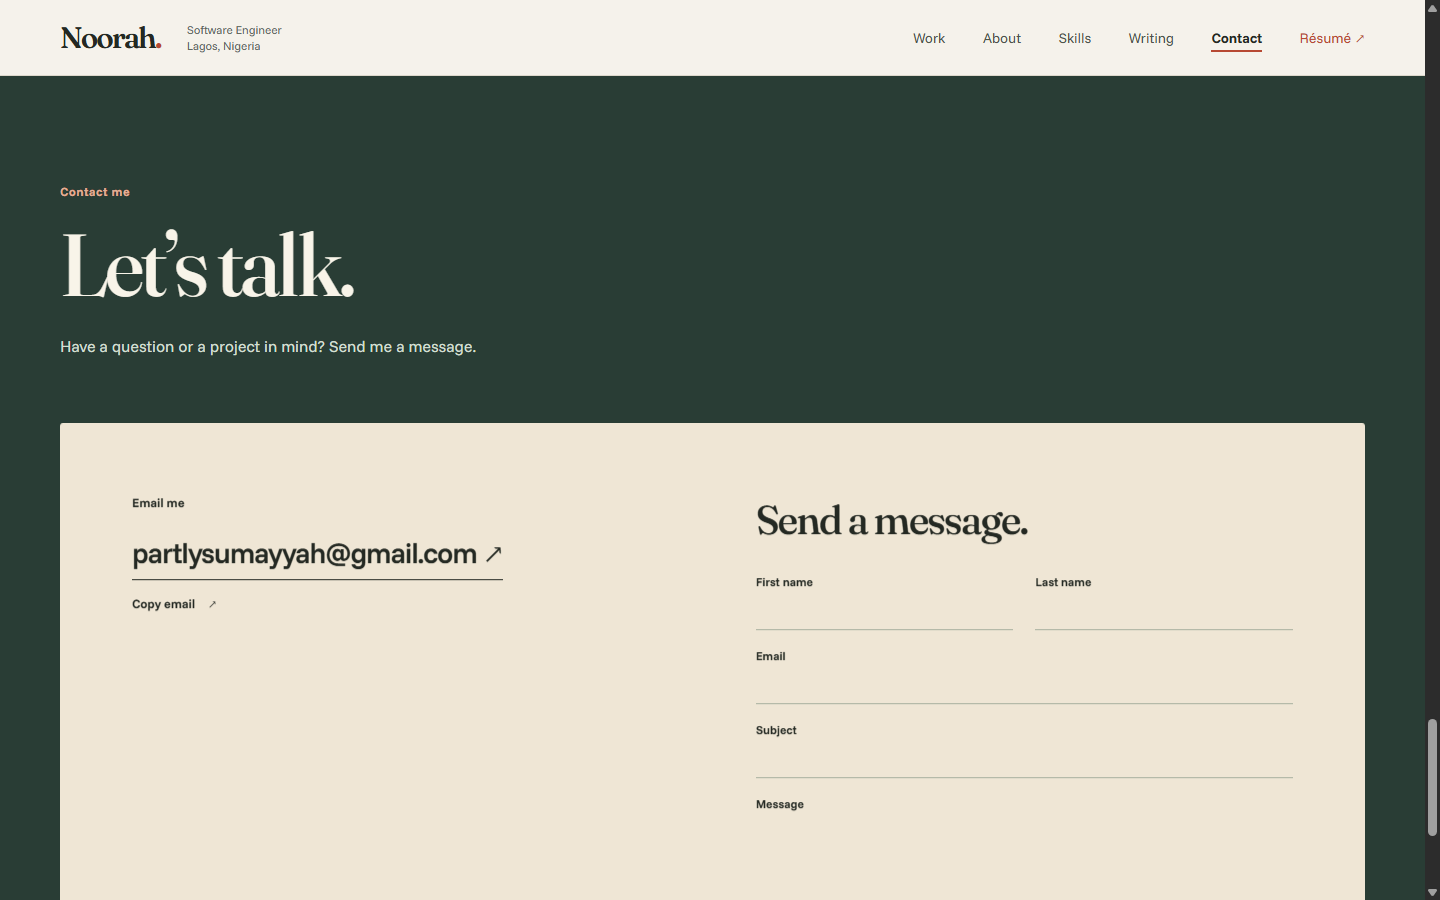 Noorah.
Software Engineer
Lagos, Nigeria
Work
About
Skills
Writing
Contact
Résumé ↗
Contact me
Let’s talk.
Have a question or a project in mind? Send me a message.
Email me
partlysumayyah@gmail.com ↗
Copy email ↗
Send a message.
First name
Last name
Email
Subject
Message